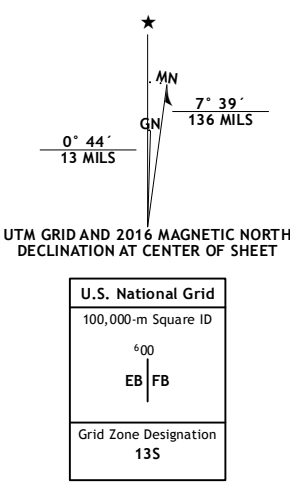 ★
MN
7° 39´
136 MILS
GN
0° 44´
13 MILS
UTM GRID AND 2016 MAGNETIC NORTH
DECLINATION AT CENTER OF SHEET
U.S. National Grid
100,000-m Square ID
⁶00
EB FB
Grid Zone Designation
13S